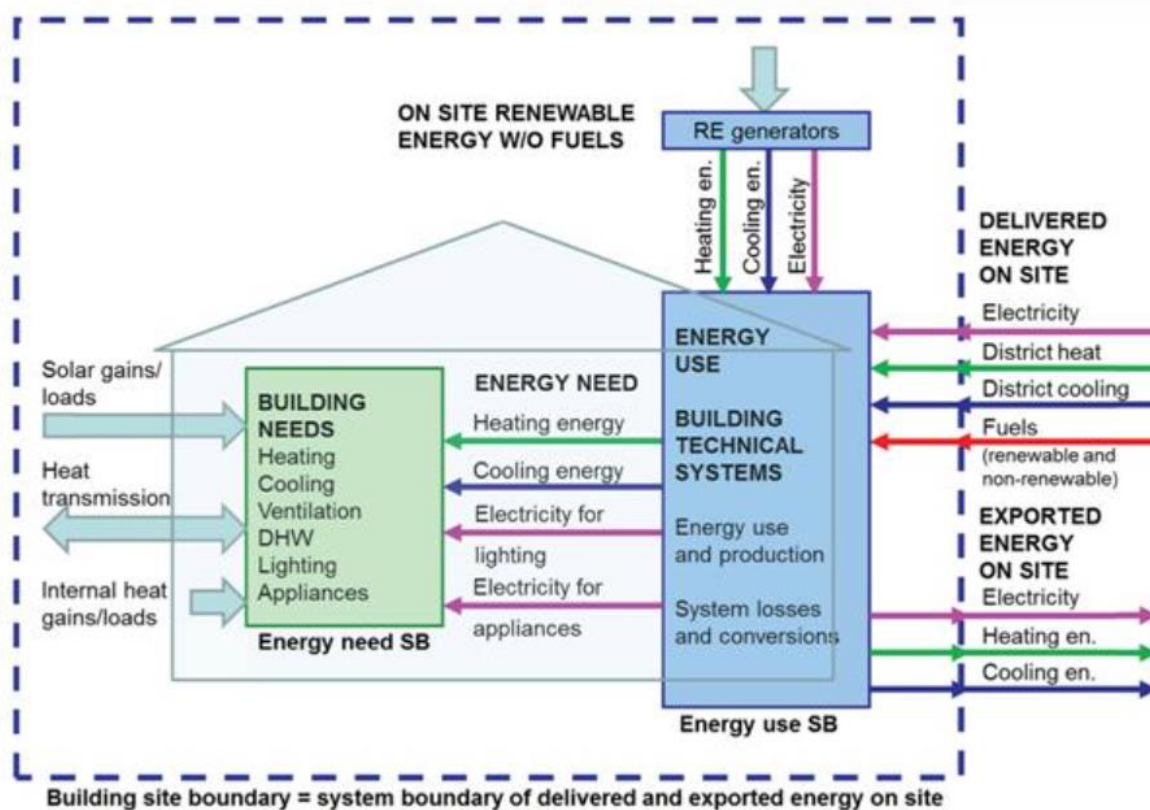 ON SITE RENEWABLE
ENERGY W/O FUELS
RE generators
Heating en.
Cooling en.
Electricity
DELIVERED
ENERGY
ON SITE
Electricity
District heat
District cooling
Fuels
(renewable and
non-renewable)
EXPORTED
ENERGY
ON SITE
Electricity
Heating en.
Cooling en.
ENERGY
USE
BUILDING
TECHNICAL
SYSTEMS
Energy use
and production
System losses
and conversions
Energy use SB
ENERGY NEED
Heating energy
Cooling energy
Electricity for
lighting
Electricity for
appliances
Solar gains/
loads
Heat
transmission
Internal heat
gains/loads
BUILDING
NEEDS
Heating
Cooling
Ventilation
DHW
Lighting
Appliances
Energy need SB
Building site boundary = system boundary of delivered and exported energy on site